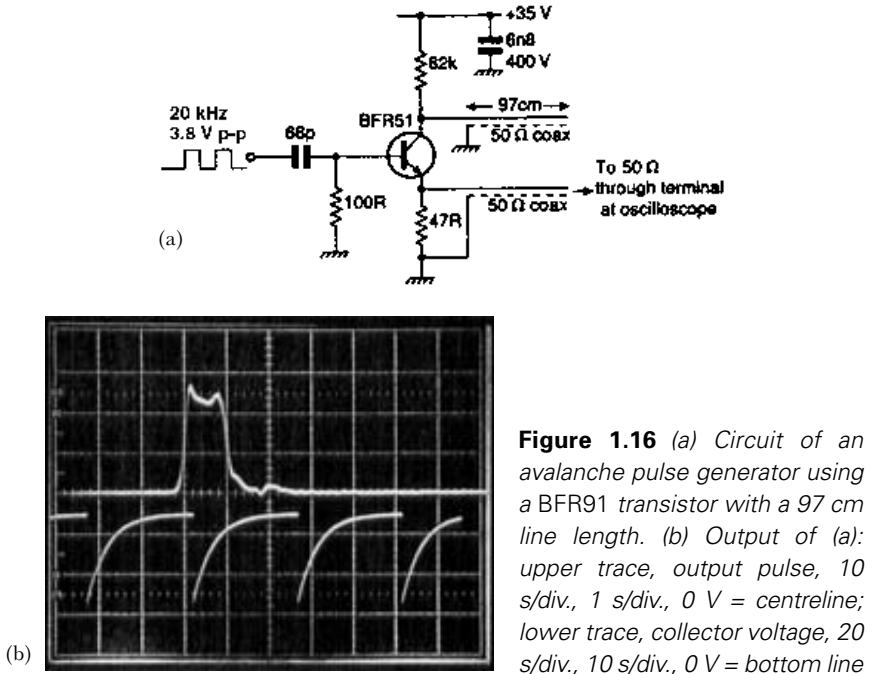 +35 V
6n8
400 V
82k
97cm
20 kHz
3.8 V p-p
68p
BFR51
50 Ω coax
To 50 Ω
through terminal
at oscilloscope
100R
47R
50 Ω coax
(a)
(b)
Figure 1.16 (a) Circuit of an
avalanche pulse generator using
a BFR91 transistor with a 97 cm
line length. (b) Output of (a):
upper trace, output pulse, 10
s/div., 1 s/div., 0 V = centreline;
lower trace, collector voltage, 20
s/div., 10 s/div., 0 V = bottom line